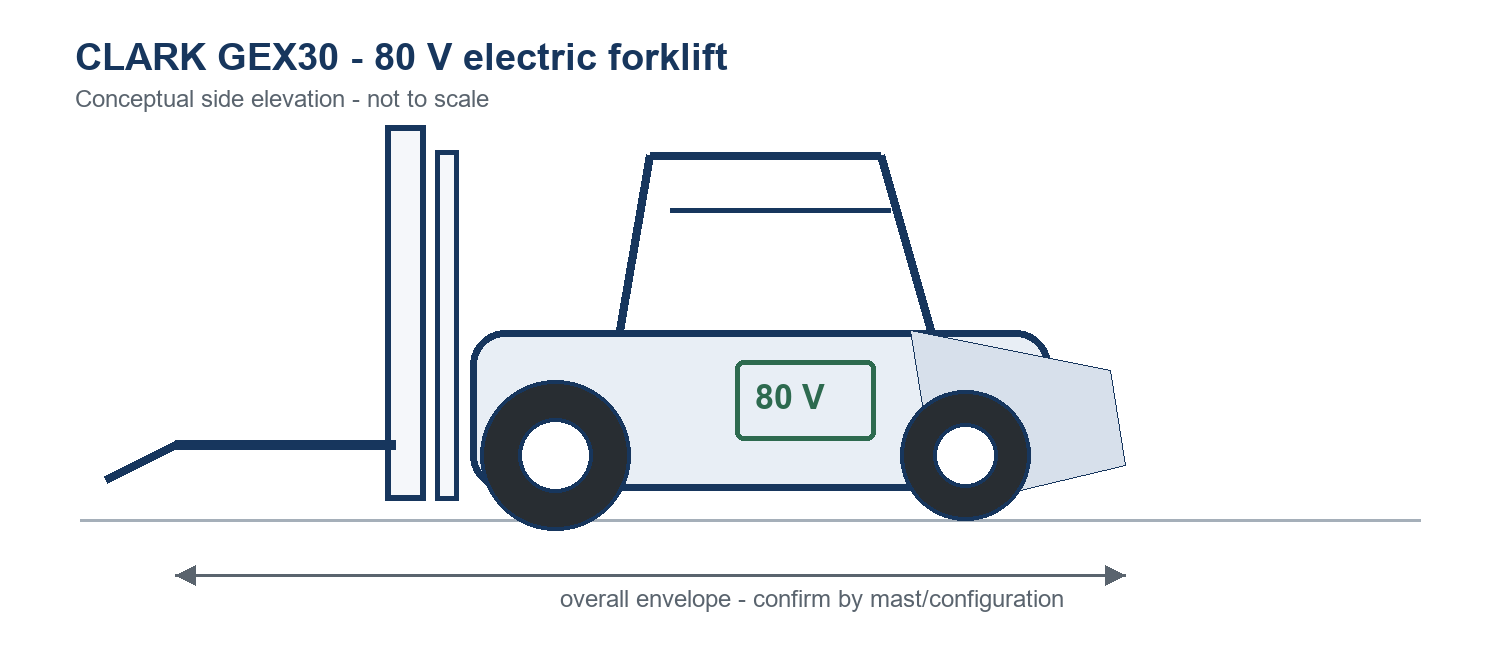 CLARK GEX30 - 80 V electric forklift
Conceptual side elevation - not to scale
80 V
overall envelope - confirm by mast/configuration